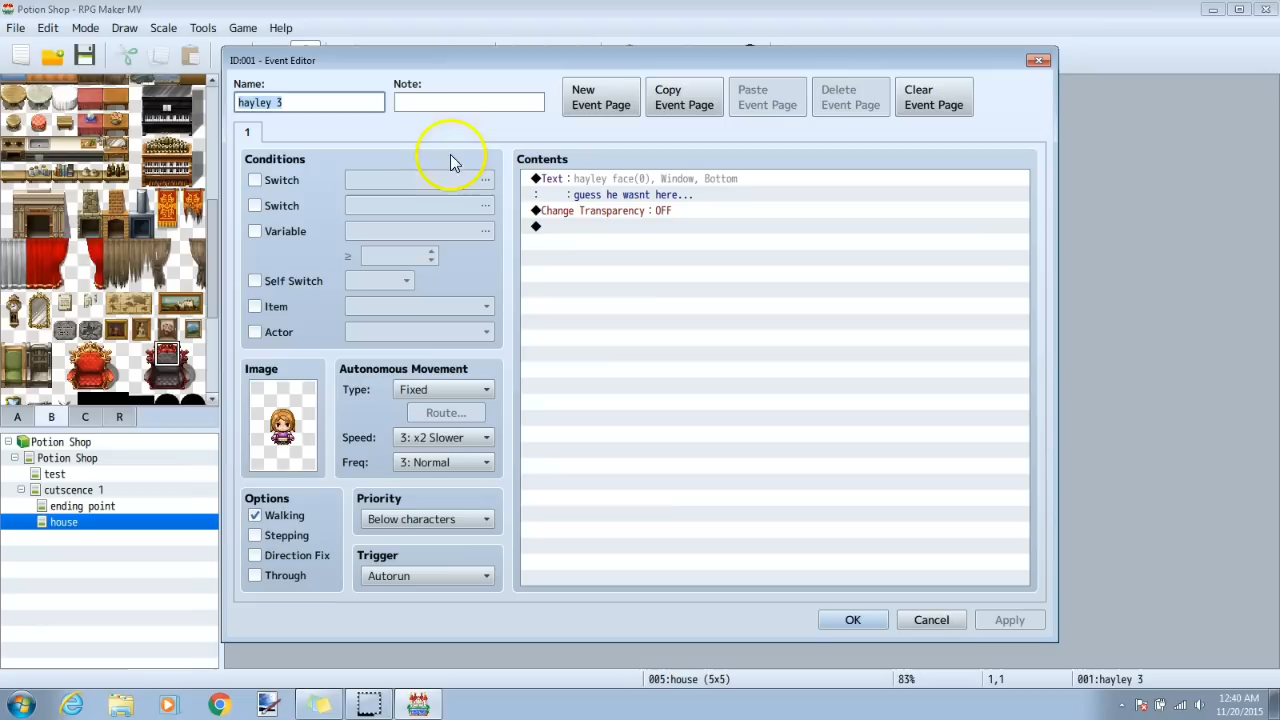 Potion Shop - RPG Maker MV
File Edit Mode Draw Scale Tools Game Help
ID:001 - Event Editor
Name:
hayley 3
Note:
New Event Page
Copy Event Page
Paste Event Page
Delete Event Page
Clear Event Page
1
Conditions
Switch ...
Switch ...
Variable ...
≥
Self Switch
Item
Actor
Image
Autonomous Movement
Type: Fixed
Route...
Speed: 3: x2 Slower
Freq: 3: Normal
Options
Walking
Stepping
Direction Fix
Through
Priority
Below characters
Trigger
Autorun
Contents
◆Text：hayley face(0), Window, Bottom
: :guess he wasnt here...
◆Change Transparency：OFF
◆
OK Cancel Apply
A B C R
Potion Shop
Potion Shop
test
cutscence 1
ending point
house
005:house (5x5) 83% 1,1 001:hayley 3
12:40 AM
11/20/2015